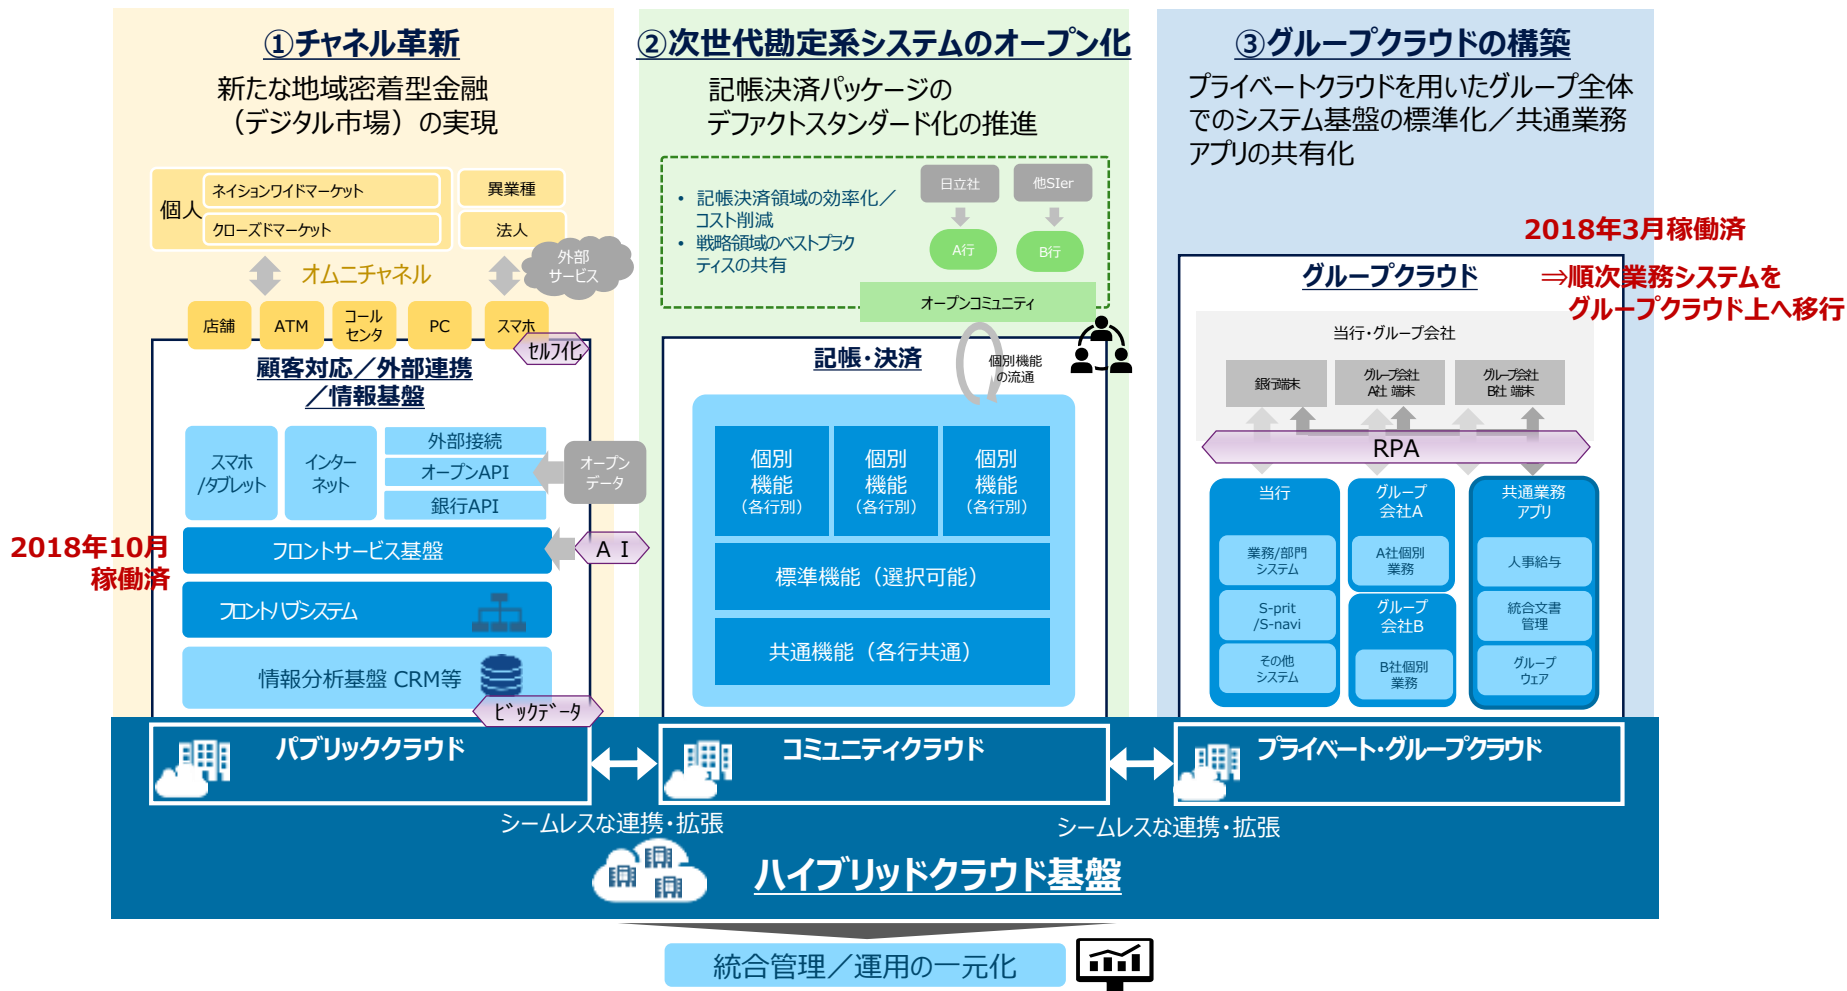 ①チャネル革新
新たな地域密着型金融
（デジタル市場）の実現
個人
ネイションワイドマーケット
クローズドマーケット
異業種
法人
外部
サービス
オムニチャネル
店舗
ATM
コール
センタ
PC
スマホ
セルフ化
顧客対応／外部連携
／情報基盤
スマホ
/タブレット
インター
ネット
外部接続
オープンAPI
銀行API
オープン
データ
2018年10月
稼働済
フロントサービス基盤
ＡＩ
フロントハブシステム
情報分析基盤 CRM等
ﾋﾞｯｸﾃﾞｰﾀ
②次世代勘定系システムのオープン化
記帳決済パッケージの
デファクトスタンダード化の推進
• 記帳決済領域の効率化／
コスト削減
• 戦略領域のベストプラク
ティスの共有
日立社
他SIer
A行
B行
オープンコミュニティ
記帳・決済
個別機能
の流通
個別
機能
（各行別）
個別
機能
（各行別）
個別
機能
（各行別）
標準機能（選択可能）
共通機能（各行共通）
③グループクラウドの構築
プライベートクラウドを用いたグループ全体
でのシステム基盤の標準化／共通業務
アプリの共有化
2018年3月稼働済
⇒順次業務システムを
グループクラウド上へ移行
グループクラウド
当行・グループ会社
銀行端末
グループ会社
A社 端末
グループ会社
B社 端末
RPA
当行
業務/部門
システム
S-prit
/S-navi
その他
システム
グループ
会社A
A社個別
業務
グループ
会社B
B社個別
業務
共通業務
アプリ
人事給与
統合文書
管理
グループ
ウェア
パブリッククラウド
コミュニティクラウド
プライベート・グループクラウド
シームレスな連携・拡張
シームレスな連携・拡張
ハイブリッドクラウド基盤
統合管理／運用の一元化